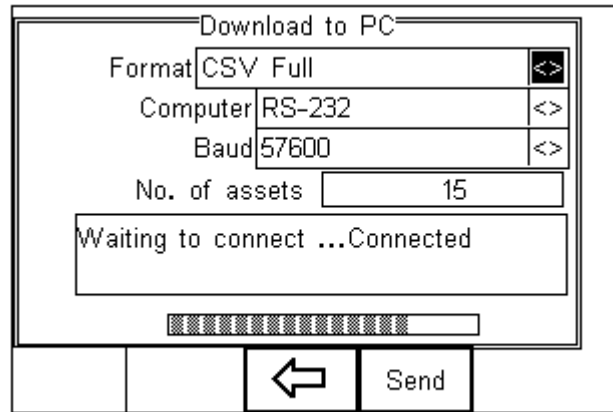 Download to PC
Format CSV Full <>
Computer RS-232 <>
Baud 57600 <>
No. of assets 15
Waiting to connect ...Connected
Send